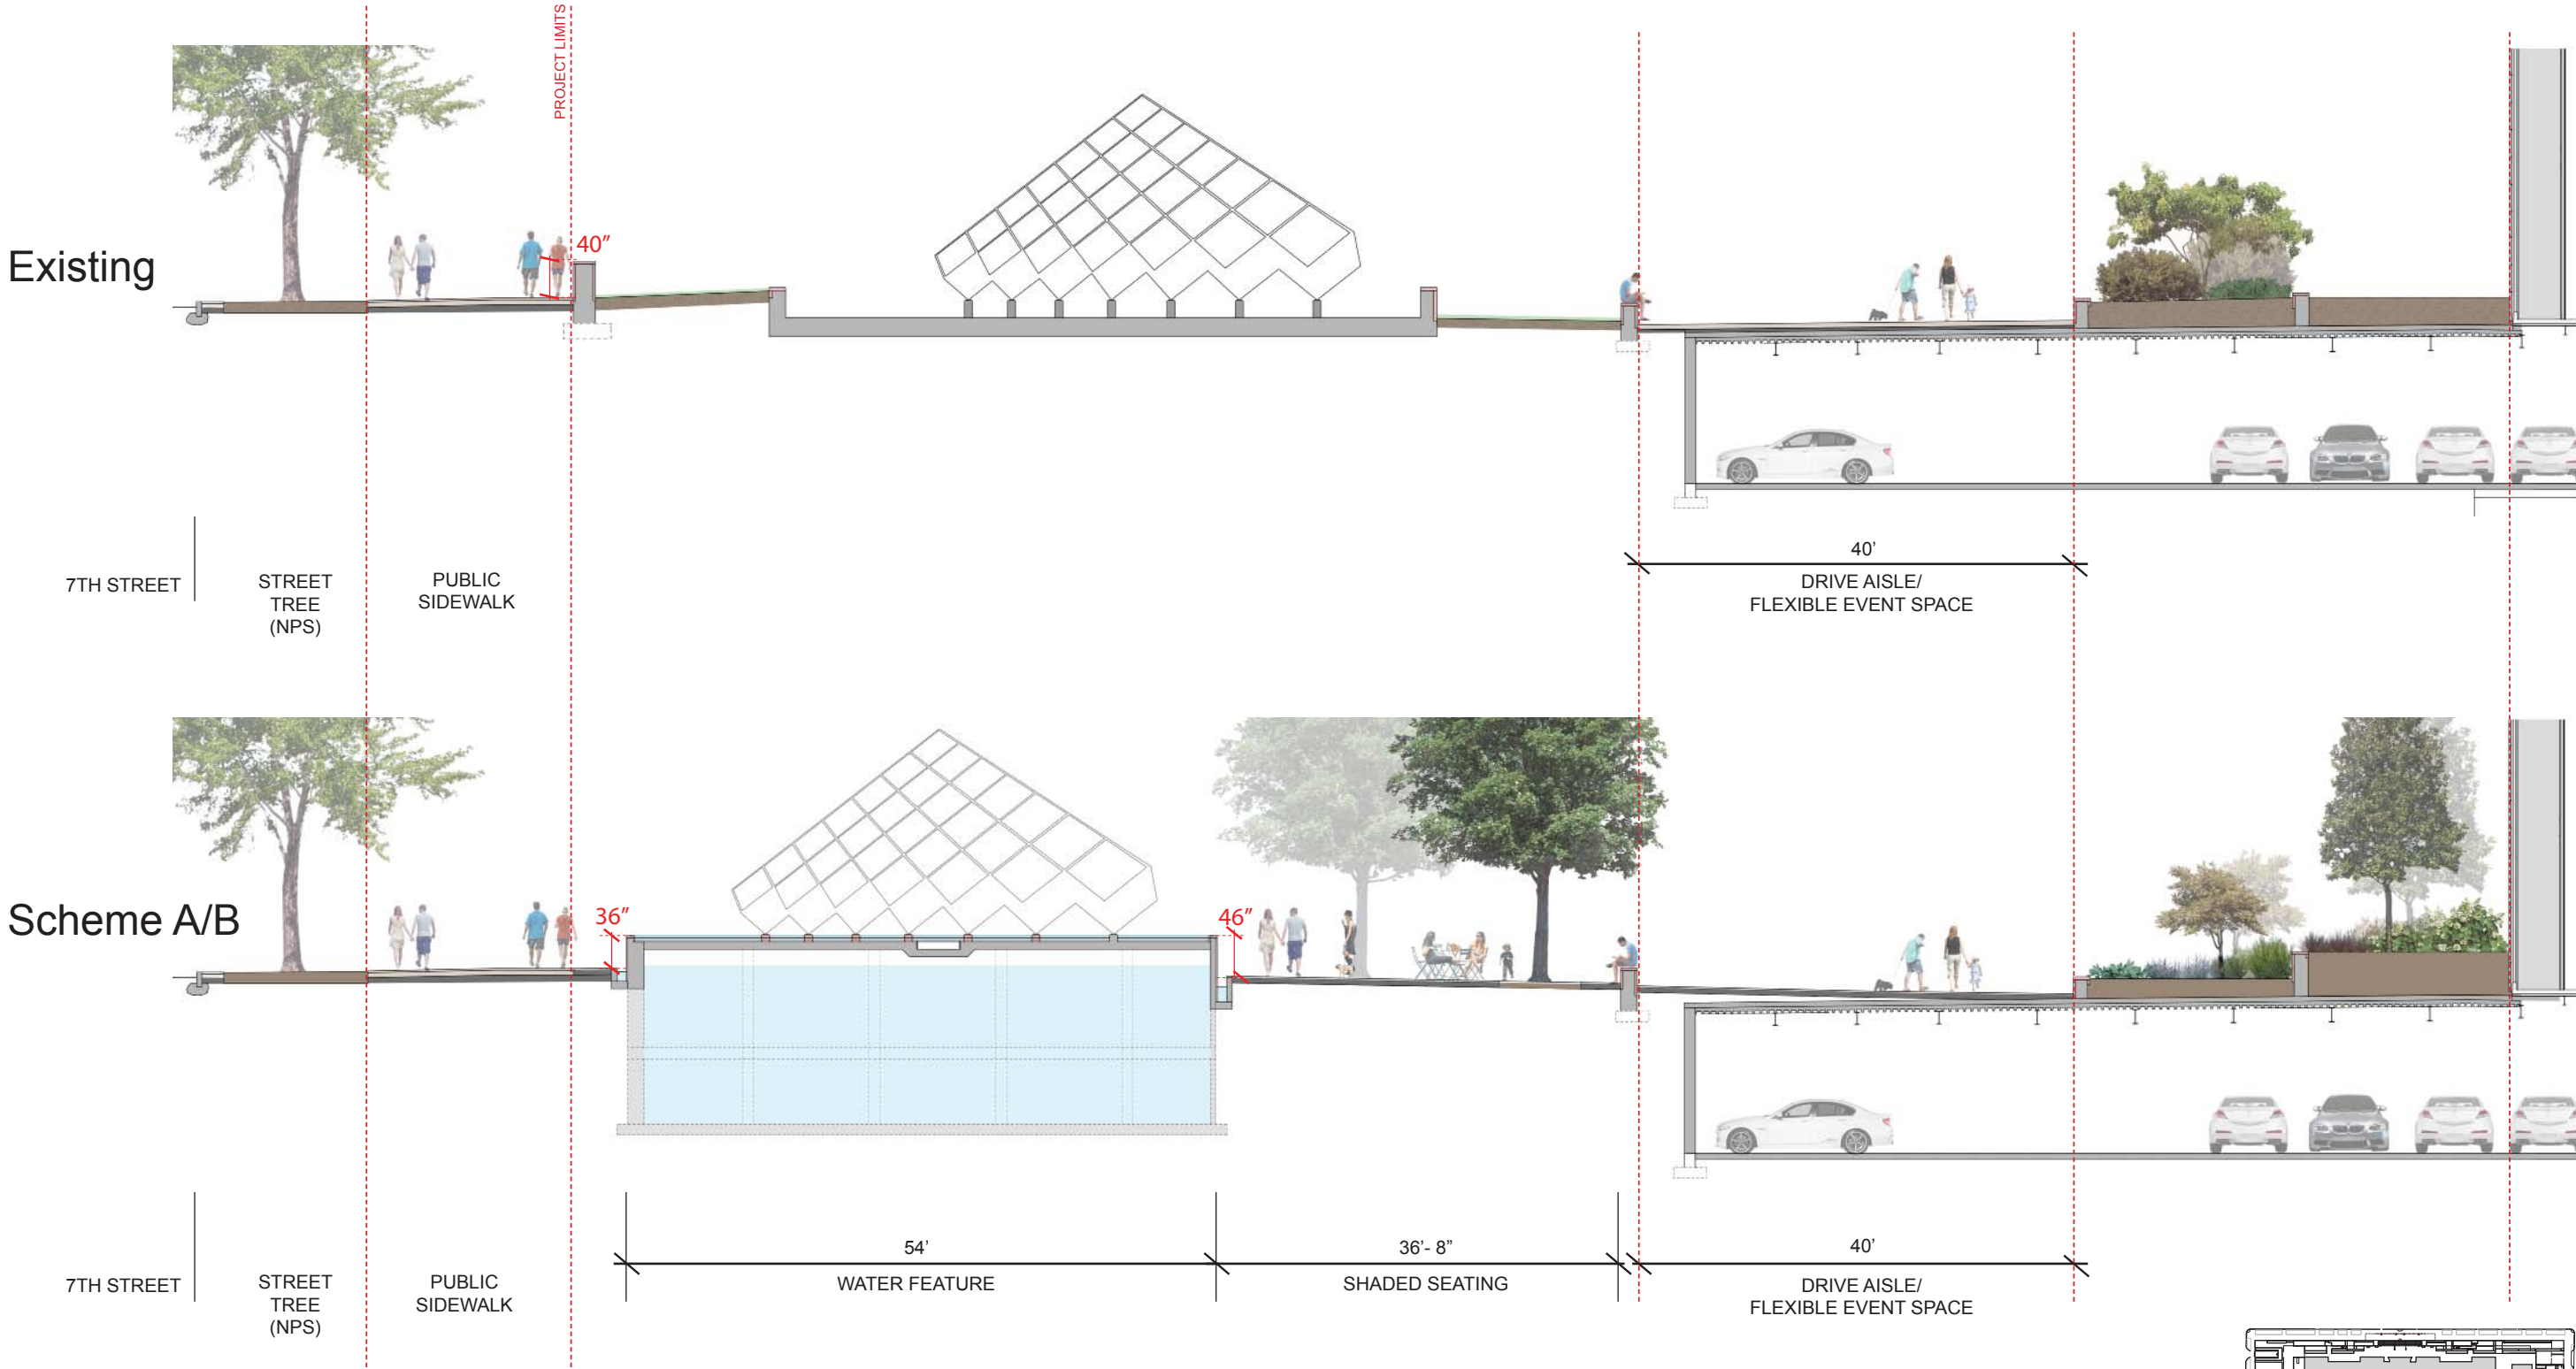 PROJECT LIMITS
40”
Existing
40’
7TH STREET
STREET
TREE
(NPS)
PUBLIC
SIDEWALK
DRIVE AISLE/
FLEXIBLE EVENT SPACE
36”
46”
Scheme A/B
54’
36’- 8”
40’
7TH STREET
STREET
TREE
(NPS)
PUBLIC
SIDEWALK
WATER FEATURE
SHADED SEATING
DRIVE AISLE/
FLEXIBLE EVENT SPACE